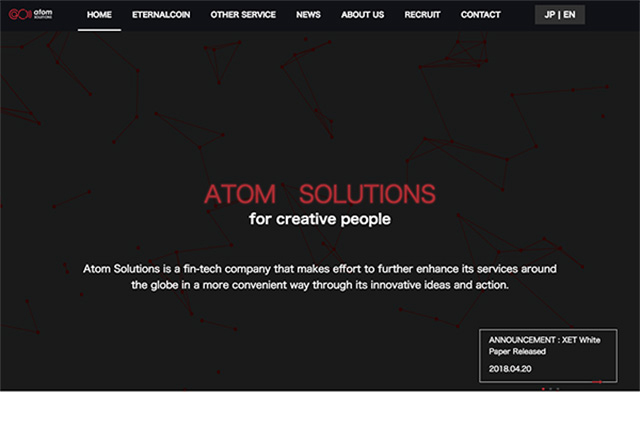 atom
SOLUTIONS
HOME ETERNALCOIN OTHER SERVICE NEWS ABOUT US RECRUIT CONTACT JP | EN
ATOM SOLUTIONS
for creative people
Atom Solutions is a fin-tech company that makes effort to further enhance its services around
the globe in a more convenient way through its innovative ideas and action.
ANNOUNCEMENT : XET White
Paper Released
2018.04.20